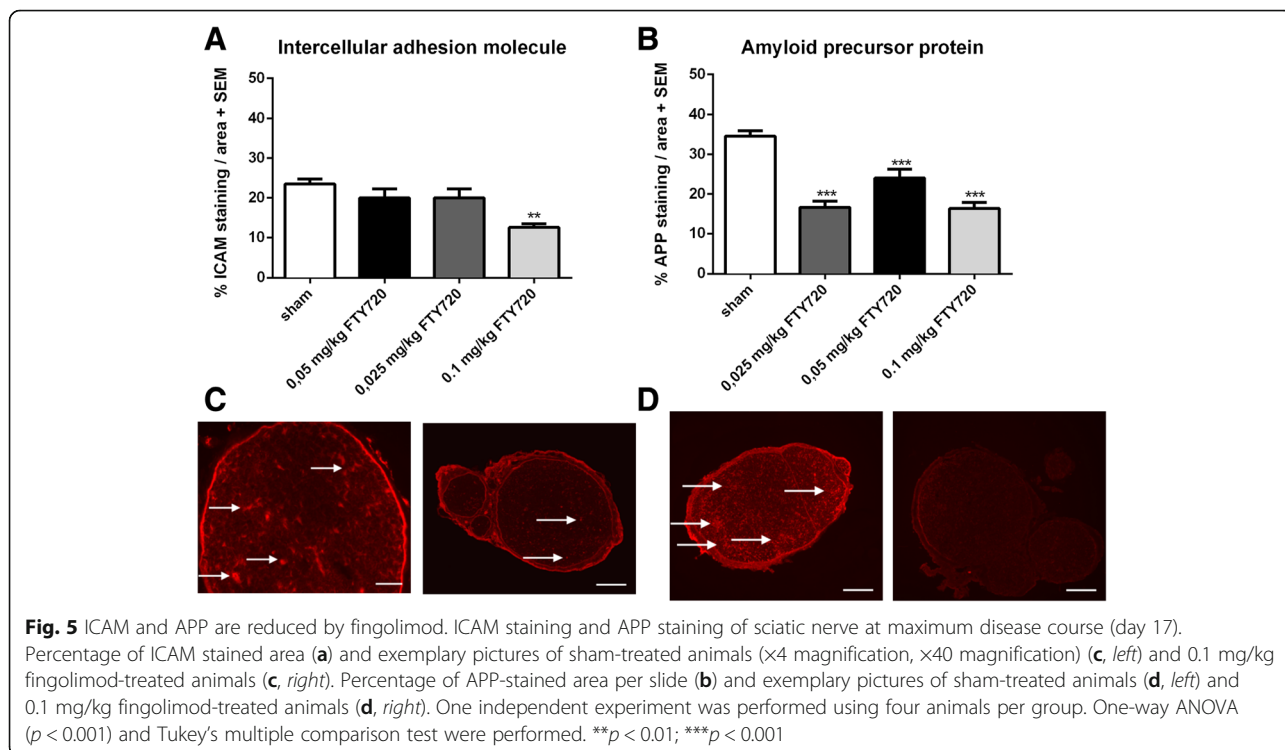 A
Intercellular adhesion molecule
% ICAM staining / area + SEM
50
40
30
20
10
0
**
sham
0,05 mg/kg FTY720
0,025 mg/kg FTY720
0.1 mg/kg FTY720
B
Amyloid precursor protein
% APP staining / area + SEM
50
40
30
20
10
0
***
***
***
sham
0,025 mg/kg FTY720
0,05 mg/kg FTY720
0.1 mg/kg FTY720
C
D
Fig. 5 ICAM and APP are reduced by fingolimod. ICAM staining and APP staining of sciatic nerve at maximum disease course (day 17).
Percentage of ICAM stained area (a) and exemplary pictures of sham-treated animals (×4 magnification, ×40 magnification) (c, left) and 0.1 mg/kg
fingolimod-treated animals (c, right). Percentage of APP-stained area per slide (b) and exemplary pictures of sham-treated animals (d, left) and
0.1 mg/kg fingolimod-treated animals (d, right). One independent experiment was performed using four animals per group. One-way ANOVA
(p < 0.001) and Tukey's multiple comparison test were performed. **p < 0.01; ***p < 0.001